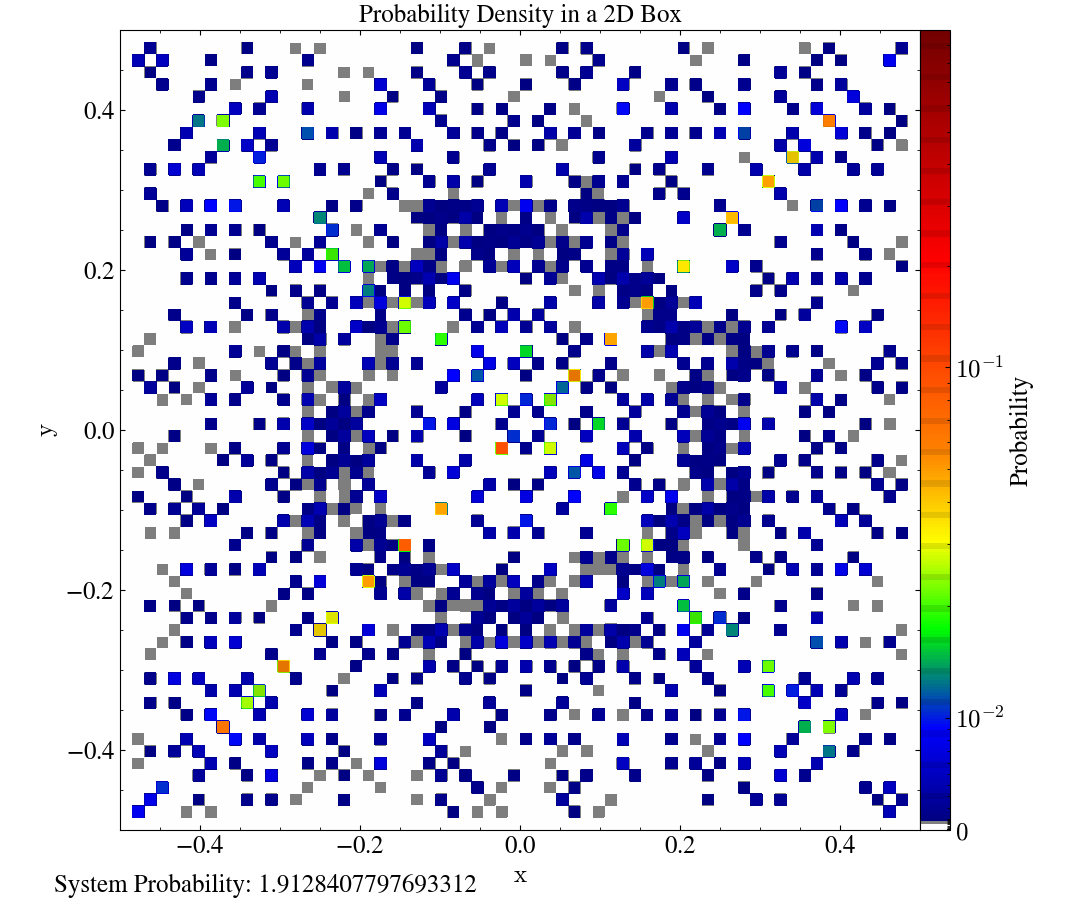 Probability Density in a 2D Box
0.4
0.2
0.0
−0.2
−0.4
y
−0.4 −0.2 0.0 0.2 0.4
x
10−1
10−2
0
Probability
System Probability: 1.9128407797693312